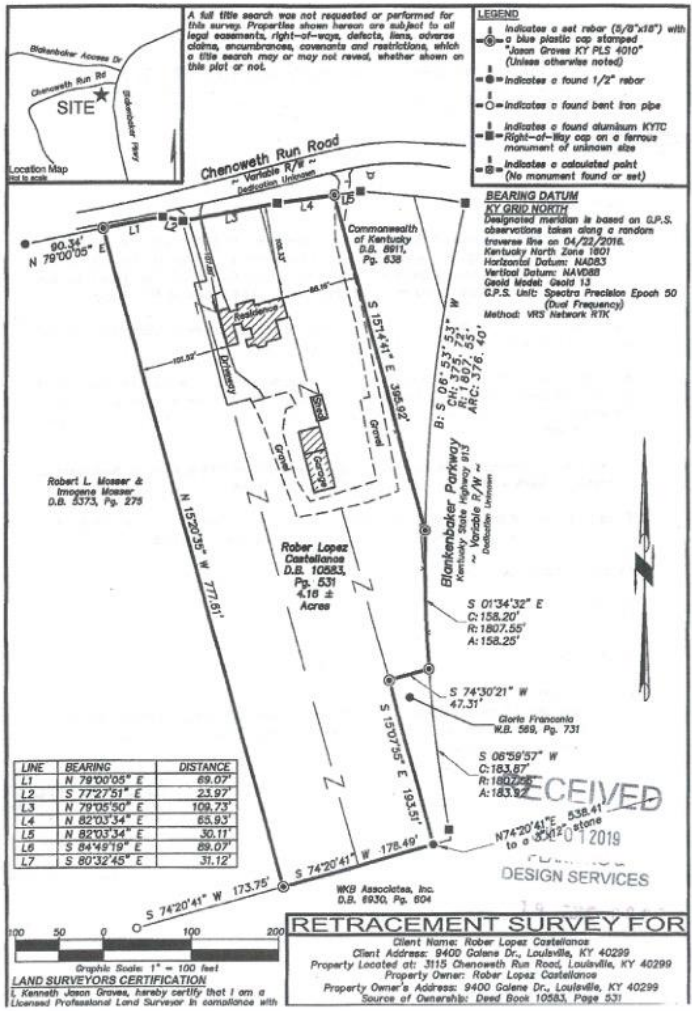 A full title search was not requested or performed for
this survey. Properties shown hereon are subject to all
legal easements, right-of-ways, defects, liens, adverse
claims, encumbrances, covenants and restrictions, which
a title search may or may not reveal, whether shown on
this plat or not.
LEGEND
Indicates a set rebar (5/8"x18") with
a blue plastic cap stamped
"Jason Graves KY PLS 4010"
(Unless otherwise noted)
Indicates a found 1/2" rebar
Indicates a found bent iron pipe
Indicates a found aluminum KYTC
Right-of-Way cap on a ferrous
monument of unknown size
Indicates a calculated point
(No monument found or set)
Blakenbaker Access Dr
Chenoweth Run Rd
SITE
Blakenbaker Pkwy
Location Map
Not to scale
BEARING DATUM
KY GRID NORTH
Designated meridian is based on G.P.S.
observations taken along a random
traverse line on 04/22/2016.
Kentucky North Zone 1601
Horizontal Datum: NAD83
Vertical Datum: NAVD88
Geoid Model: Geoid 13
G.P.S. Unit: Spectra Precision Epoch 50
(Dual Frequency)
Method: VRS Network RTK
Chenoweth Run Road
~ Variable R/W ~
Dedication Unknown
L1
L2
L3
L4
L5
90.34'
N 79°00'05" E
Commonwealth
of Kentucky
D.B. 8911,
Pg. 638
Residence
101.52'
Driveway
Shed
Garage
Gravel
Gravel
S 15°14'41" E 395.92'
B: S 06°53'53" W
CH: 375.72'
R: 1807.55'
ARC: 376.40'
Robert L. Mosser &
Imogene Mosser
D.B. 5373, Pg. 275
N 15°20'35" W 777.61'
Rober Lopez
Castellanos
D.B. 10583,
Pg. 531
4.16 ±
Acres
Blankenbaker Parkway
Kentucky State Highway 913
~ Variable R/W ~
Dedication Unknown
S 01°34'32" E
C: 158.20'
R: 1807.55'
A: 158.25'
S 74°30'21" W
47.31'
Gloria Franconia
W.B. 569, Pg. 731
S 15°07'55" E 193.51'
S 06°59'57" W
C: 183.87'
A: 183.92'
LINE BEARING DISTANCE
L1 N 79°00'05" E 69.07'
L2 S 77°27'51" E 23.97'
L3 N 79°05'50" E 109.73'
L4 N 82°03'34" E 65.93'
L5 N 82°03'34" E 30.11'
L6 S 84°49'19" E 89.07'
L7 S 80°32'45" E 31.12'
RECEIVED
N74°20'41"E 538.41'
to a 3"x12" stone
01 2019
DESIGN SERVICES
S 74°20'41" W 178.49'
S 74°20'41" W 173.75'
WKB Associates, Inc.
D.B. 6930, Pg. 604
100 50 0 100 200
Graphic Scale: 1" = 100 feet
LAND SURVEYORS CERTIFICATION
I, Kenneth Jason Graves, hereby certify that I am a
Licensed Professional Land Surveyor in compliance with
RETRACEMENT SURVEY FOR
Client Name: Rober Lopez Castellanos
Client Address: 9400 Galene Dr., Louisville, KY 40299
Property Located at: 3115 Chenoweth Run Road, Louisville, KY 40299
Property Owner: Rober Lopez Castellanos
Property Owner's Address: 9400 Galene Dr., Louisville, KY 40299
Source of Ownership: Deed Book 10583, Page 531